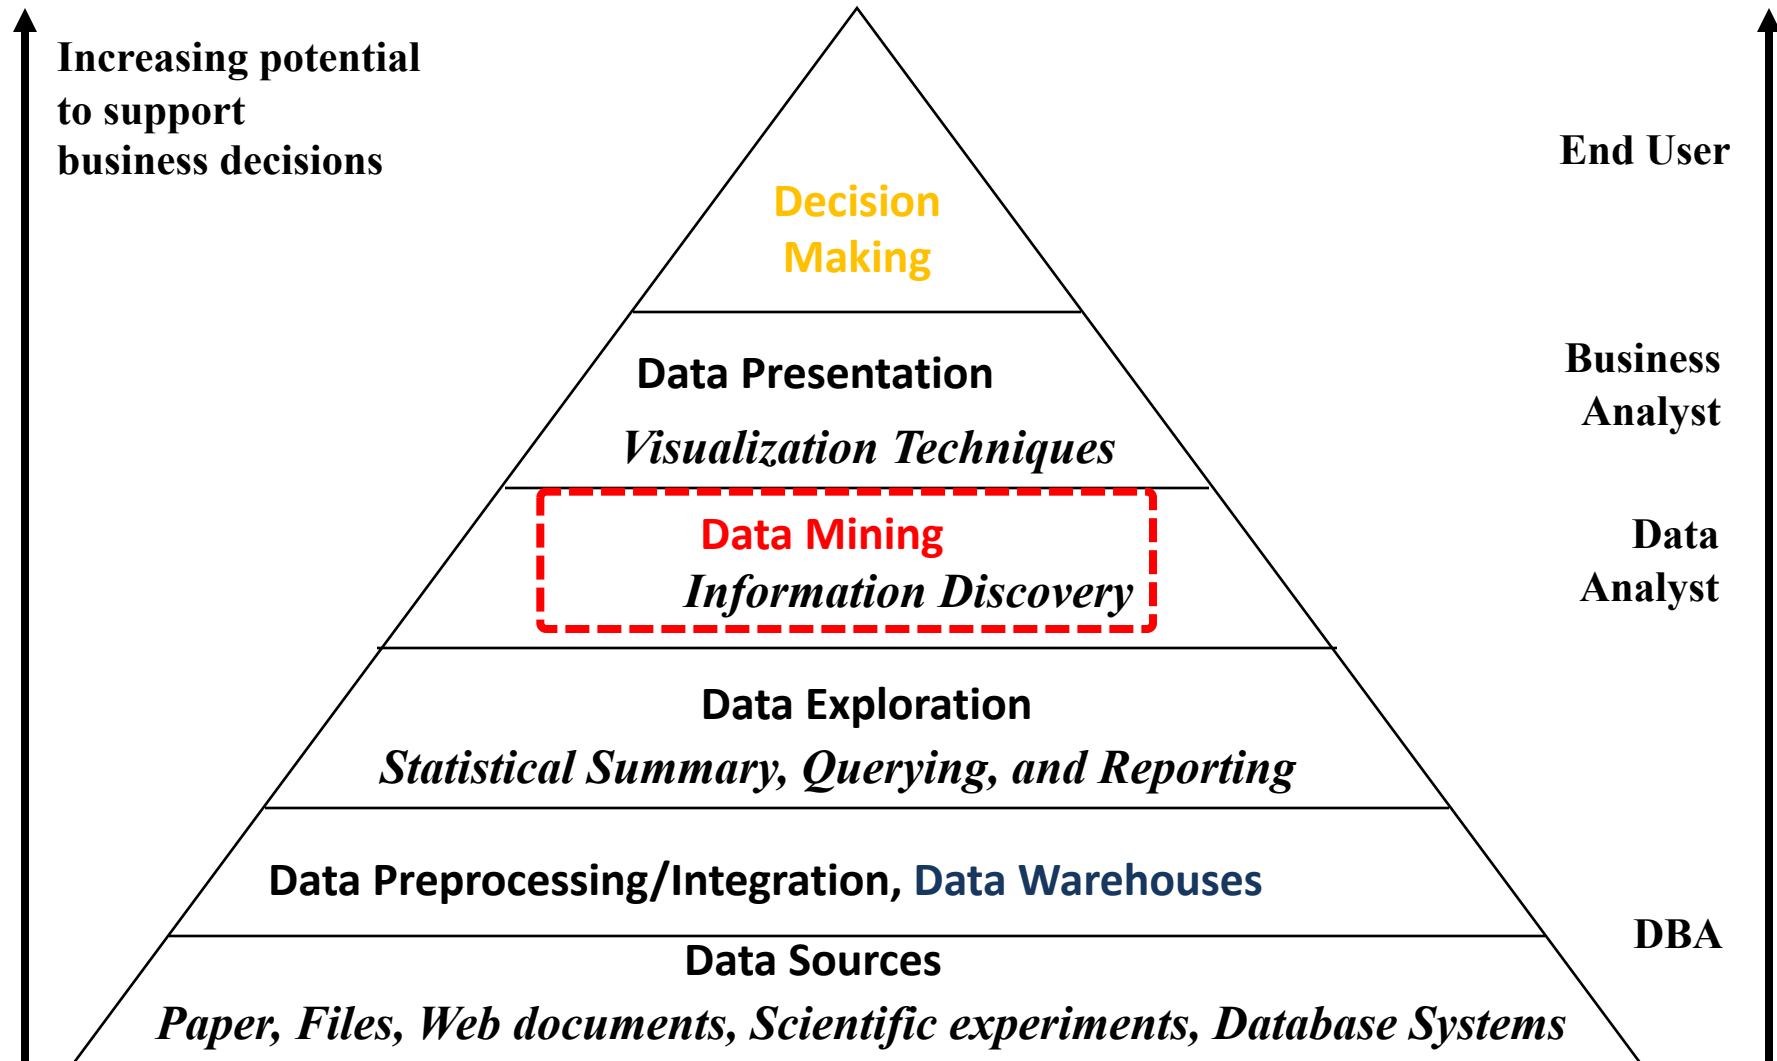 Increasing potential
to support
business decisions
End User
Decision
Making
Data Presentation
Visualization Techniques
Business
Analyst
Data Mining
Information Discovery
Data
Analyst
Data Exploration
Statistical Summary, Querying, and Reporting
Data Preprocessing/Integration, Data Warehouses
DBA
Data Sources
Paper, Files, Web documents, Scientific experiments, Database Systems